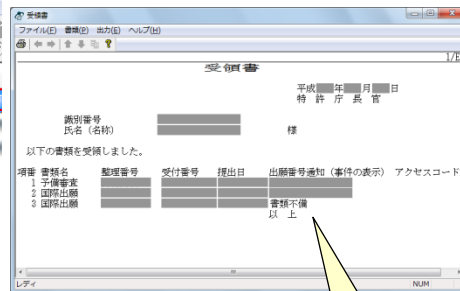 受領書
ファイル(F) 書類(P) 出力(E) ヘルプ(H)
1/E
受領書
平成 年 月 日
特許庁長官
識別番号
氏名（名称） 様
以下の書類を受領しました。
項番 書類名 整理番号 受付番号 提出日 出願番号通知（事件の表示） アクセスコード
1 予備審査
2 国際出願
3 国際出願 書類不備
以 上
レディ NUM